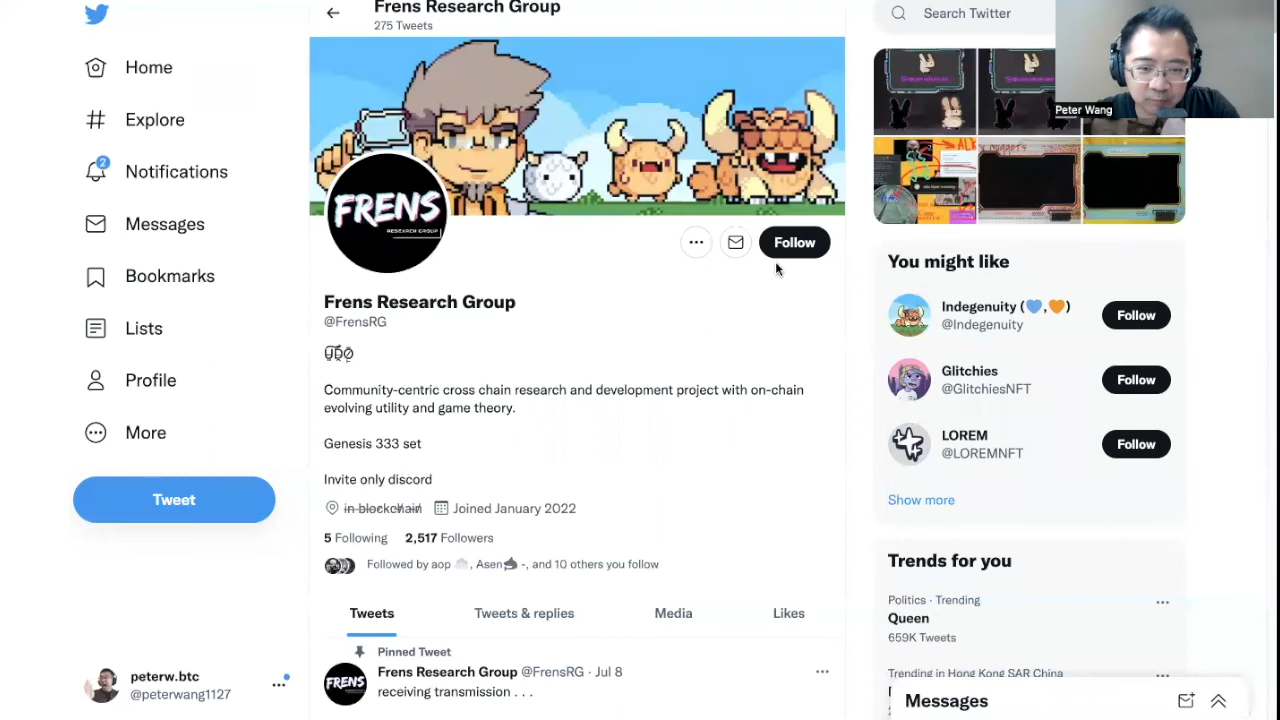 Frens Research Group
275 Tweets
Search Twitter
Peter Wang
Home
Explore
2
Notifications
Messages
Bookmarks
Lists
Profile
More
Tweet
peterw.btc
@peterwang1127
FRENS
RESEARCH GROUP
Follow
Frens Research Group
@FrensRG
Community-centric cross chain research and development project with on-chain
evolving utility and game theory.
Genesis 333 set
Invite only discord
in blockchain
Joined January 2022
5 Following 2,517 Followers
Followed by aop ☁️, Asen -, and 10 others you follow
Tweets Tweets & replies Media Likes
Pinned Tweet
Frens Research Group @FrensRG · Jul 8
receiving transmission . . .
You might like
Indegenuity (💙,🧡)
@Indegenuity
Follow
Glitchies
@GlitchiesNFT
Follow
LOREM
@LOREMNFT
Follow
Show more
Trends for you
Politics · Trending
Queen
659K Tweets
Trending in Hong Kong SAR China
Messages